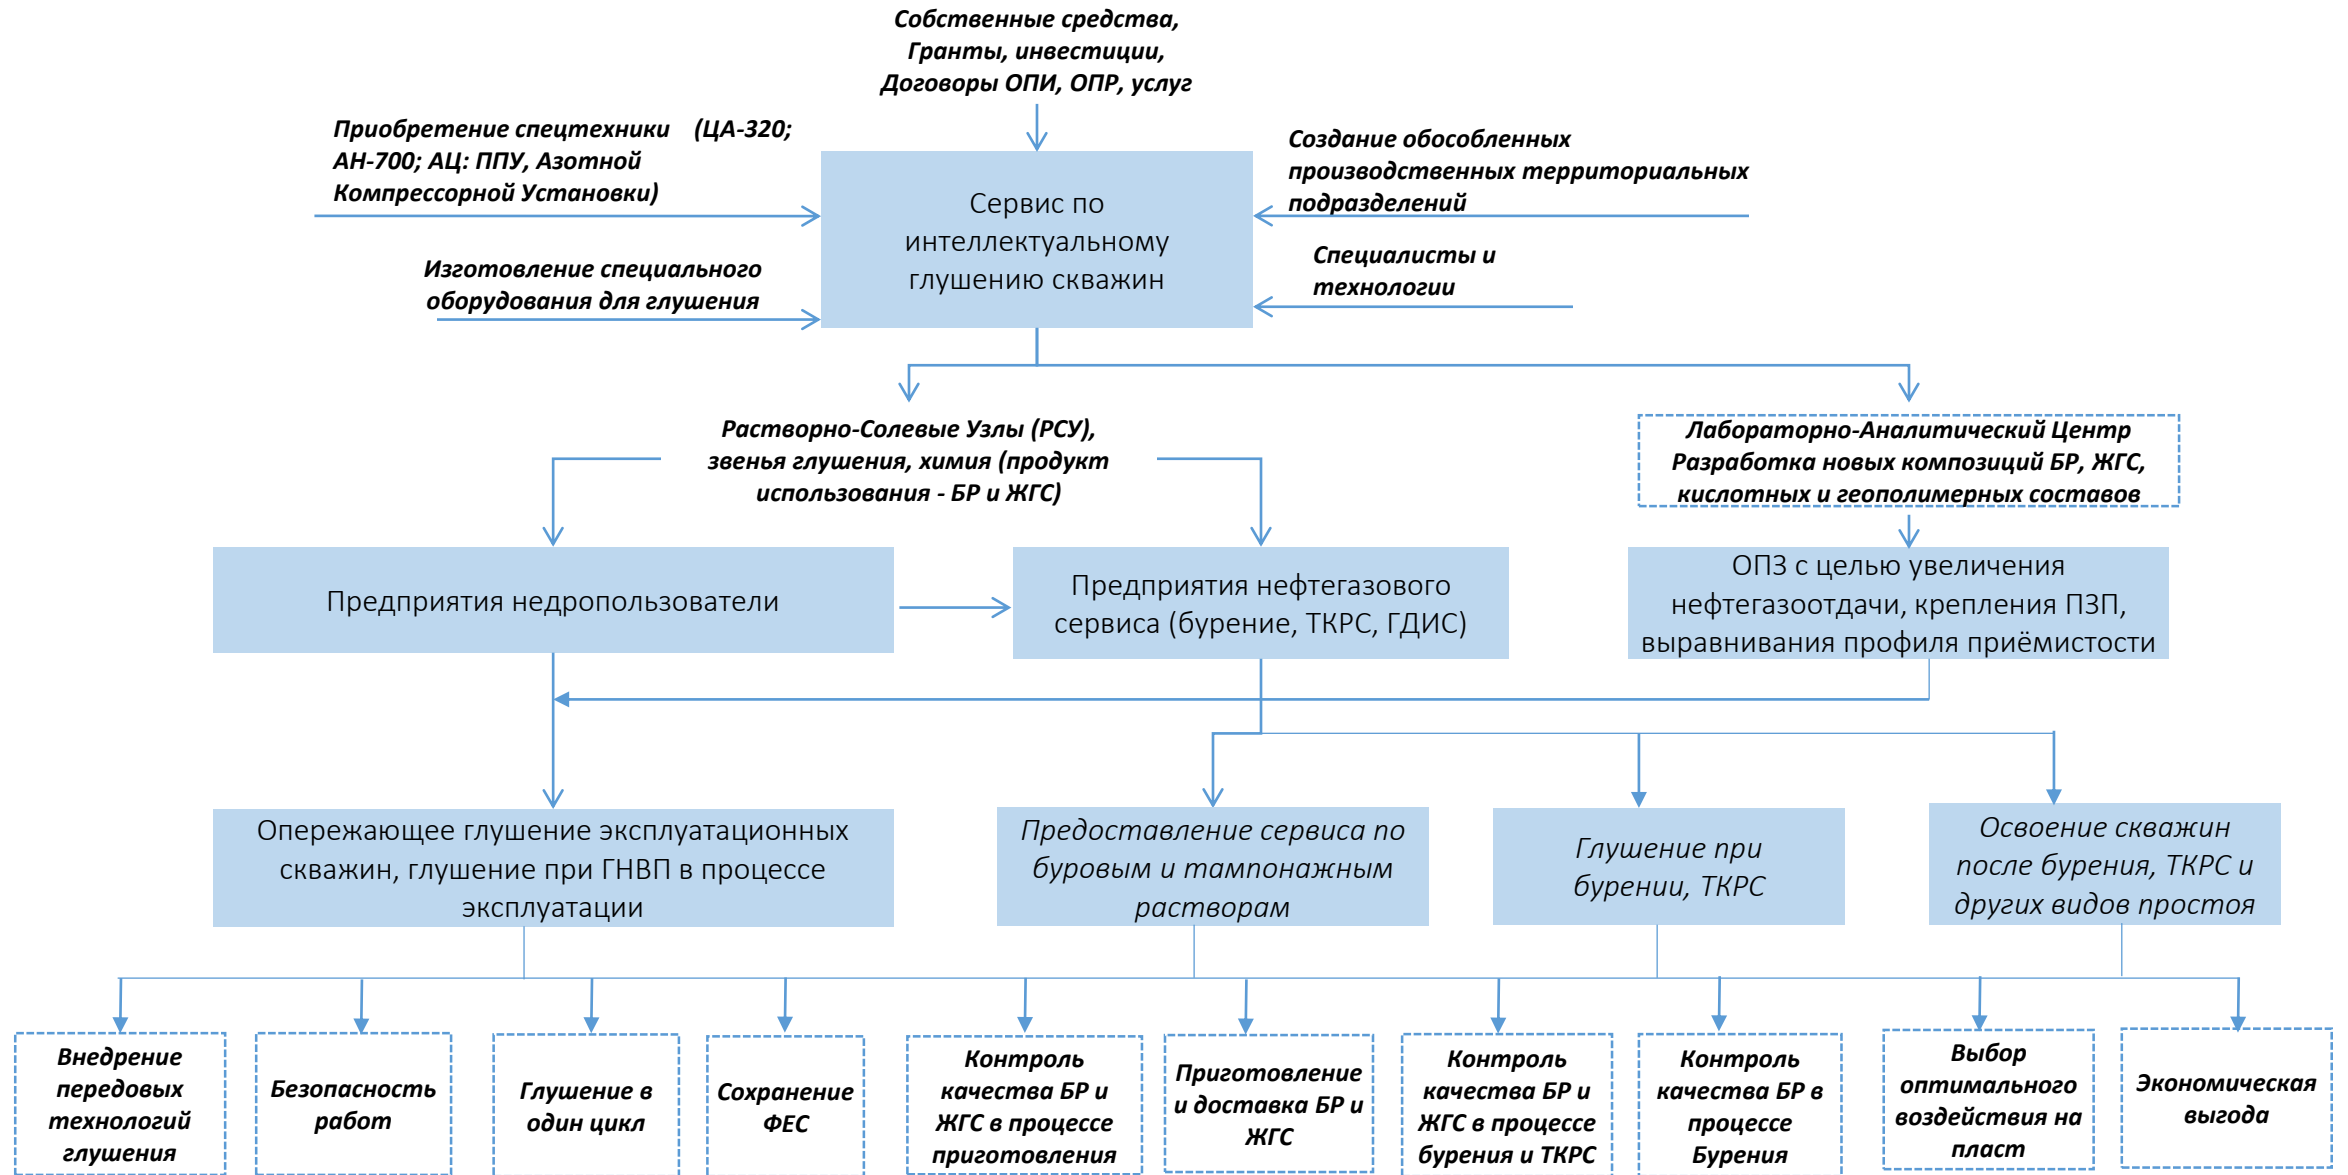 Собственные средства,
Гранты, инвестиции,
Договоры ОПИ, ОПР, услуг
Приобретение спецтехники (ЦА-320;
АН-700; АЦ: ППУ, Азотной
Компрессорной Установки)
Создание обособленных
производственных территориальных
подразделений
Сервис по
интеллектуальному
глушению скважин
Изготовление специального
оборудования для глушения
Специалисты и
технологии
Растворно-Солевые Узлы (РСУ),
звенья глушения, химия (продукт
использования - БР и ЖГС)
Лабораторно-Аналитический Центр
Разработка новых композиций БР, ЖГС,
кислотных и геополимерных составов
Предприятия недропользователи
Предприятия нефтегазового
сервиса (бурение, ТКРС, ГДИС)
ОПЗ с целью увеличения
нефтегазоотдачи, крепления ПЗП,
выравнивания профиля приёмистости
Опережающее глушение эксплуатационных
скважин, глушение при ГНВП в процессе
эксплуатации
Предоставление сервиса по
буровым и тампонажным
растворам
Глушение при
бурении, ТКРС
Освоение скважин
после бурения, ТКРС и
других видов простоя
Внедрение
передовых
технологий
глушения
Безопасность
работ
Глушение в
один цикл
Сохранение
ФЕС
Контроль
качества БР и
ЖГС в процессе
приготовления
Приготовление
и доставка БР и
ЖГС
Контроль
качества БР и
ЖГС в процессе
бурения и ТКРС
Контроль
качества БР в
процессе
Бурения
Выбор
оптимального
воздействия на
пласт
Экономическая
выгода